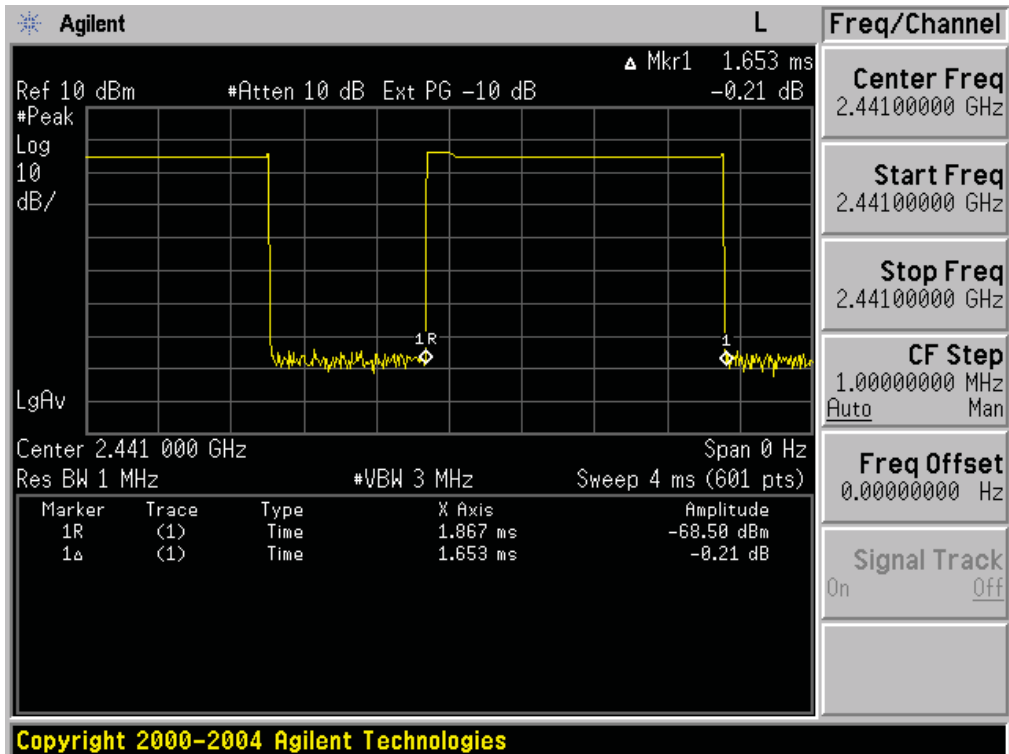 Agilent L Freq/Channel
Δ Mkr1 1.653 ms
Ref 10 dBm #Atten 10 dB Ext PG -10 dB -0.21 dB
#Peak
Log
10
dB/
1R
1
LgAv
Center 2.441 000 GHz Span 0 Hz
Res BW 1 MHz #VBW 3 MHz Sweep 4 ms (601 pts)
Marker Trace Type X Axis Amplitude
1R (1) Time 1.867 ms -68.50 dBm
1Δ (1) Time 1.653 ms -0.21 dB
Center Freq
2.44100000 GHz
Start Freq
2.44100000 GHz
Stop Freq
2.44100000 GHz
CF Step
1.00000000 MHz
Auto Man
Freq Offset
0.00000000 Hz
Signal Track
On Off
Copyright 2000-2004 Agilent Technologies